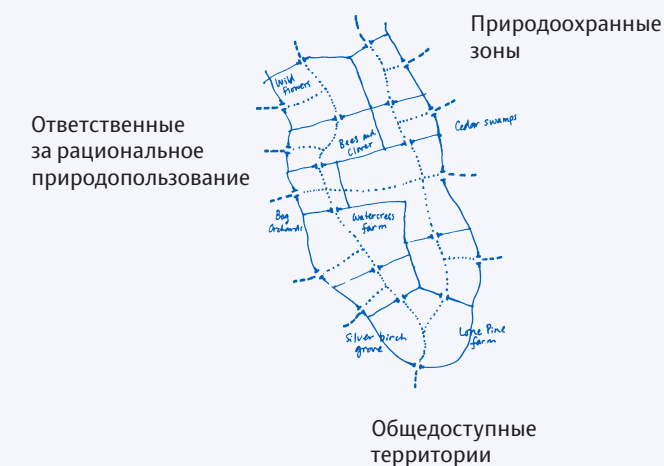 Природоохранные
зоны
Wild
flowers
Ответственные
за рациональное
природопользование
Cedar swamps
Bees and
Clover
Bog
Orchards
Watercress
farm
Silver birch
grove
Lone Pine
farm
Общедоступные
территории